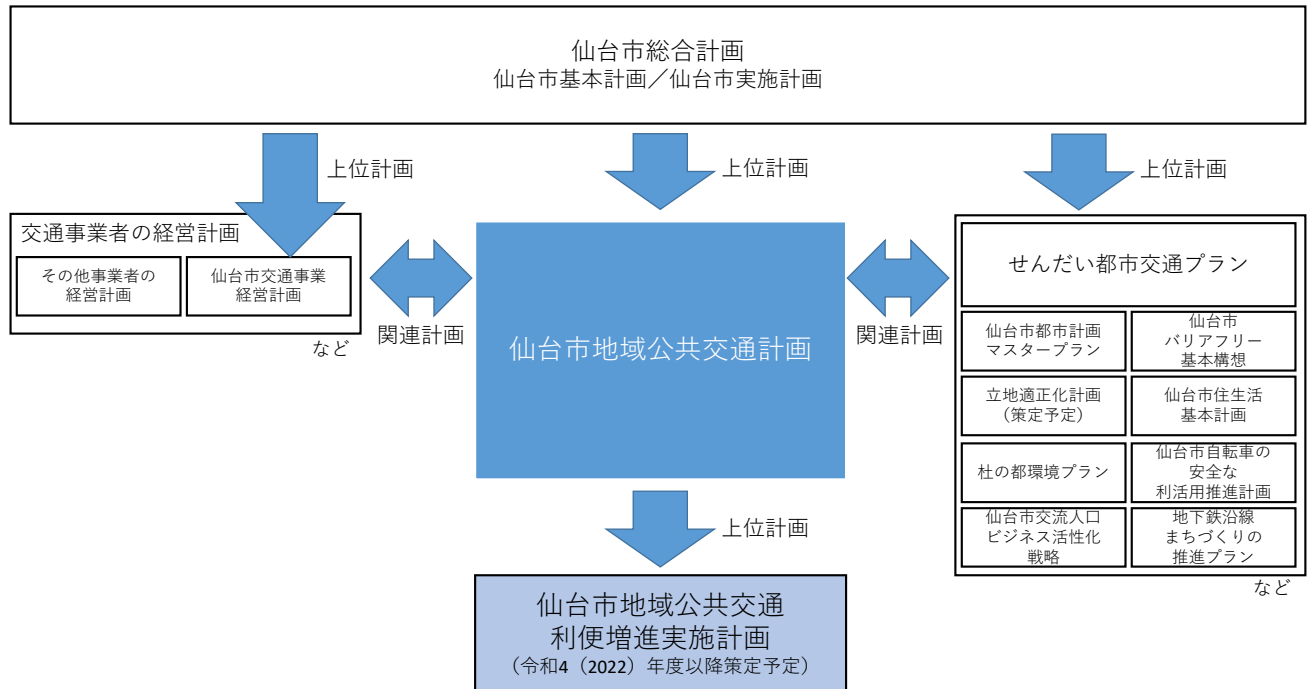 仙台市総合計画
仙台市基本計画／仙台市実施計画
上位計画
上位計画
上位計画
交通事業者の経営計画
その他事業者の
経営計画
仙台市交通事業
経営計画
など
関連計画
仙台市地域公共交通計画
関連計画
せんだい都市交通プラン
仙台市都市計画
マスタープラン
仙台市
バリアフリー
基本構想
立地適正化計画
（策定予定）
仙台市住生活
基本計画
杜の都環境プラン
仙台市自転車の
安全な
利活用推進計画
仙台市交流人口
ビジネス活性化
戦略
地下鉄沿線
まちづくりの
推進プラン
など
上位計画
仙台市地域公共交通
利便増進実施計画
（令和4（2022）年度以降策定予定）